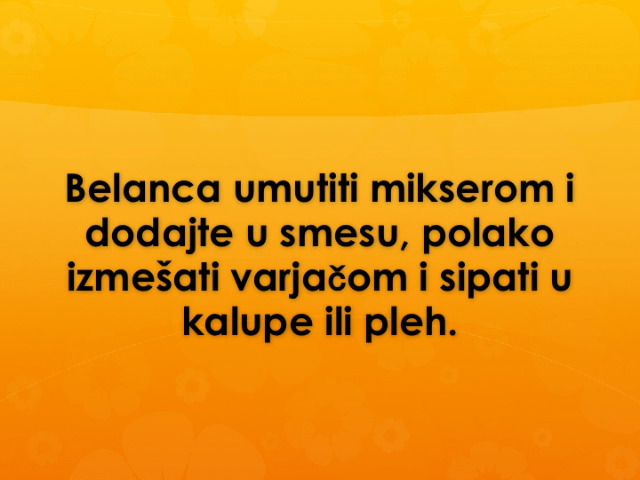 Belanca umutiti mikserom i
dodajte u smesu, polako
izmešati varjačom i sipati u
kalupe ili pleh.